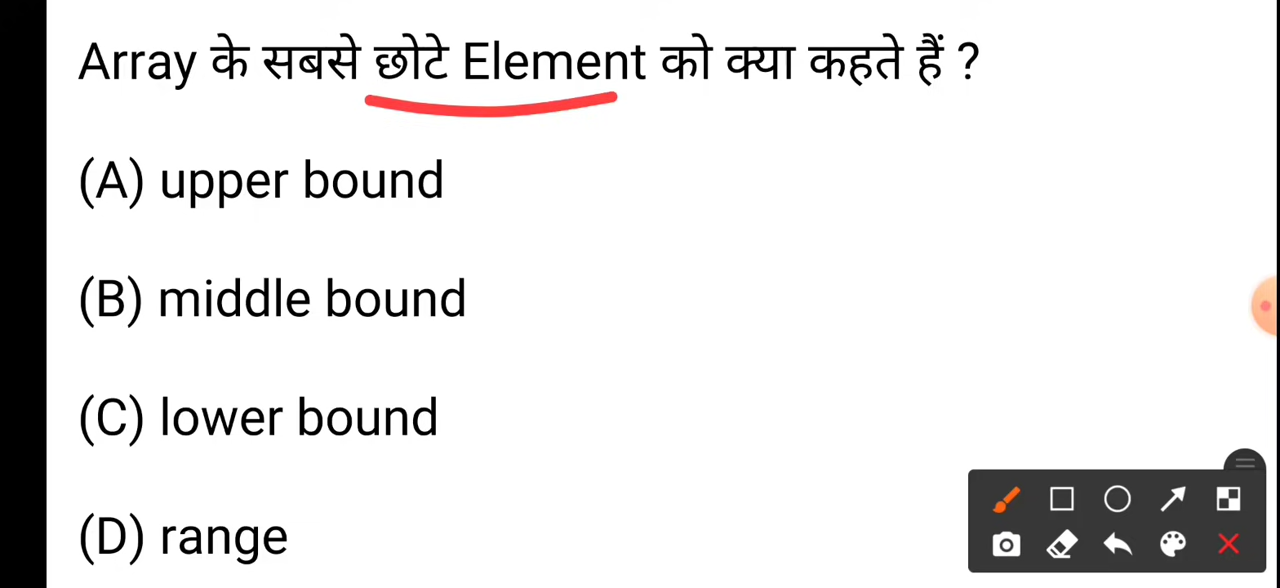 Array के सबसे छोटे Element को क्या कहते हैं ?
(A) upper bound
(B) middle bound
(C) lower bound
(D) range